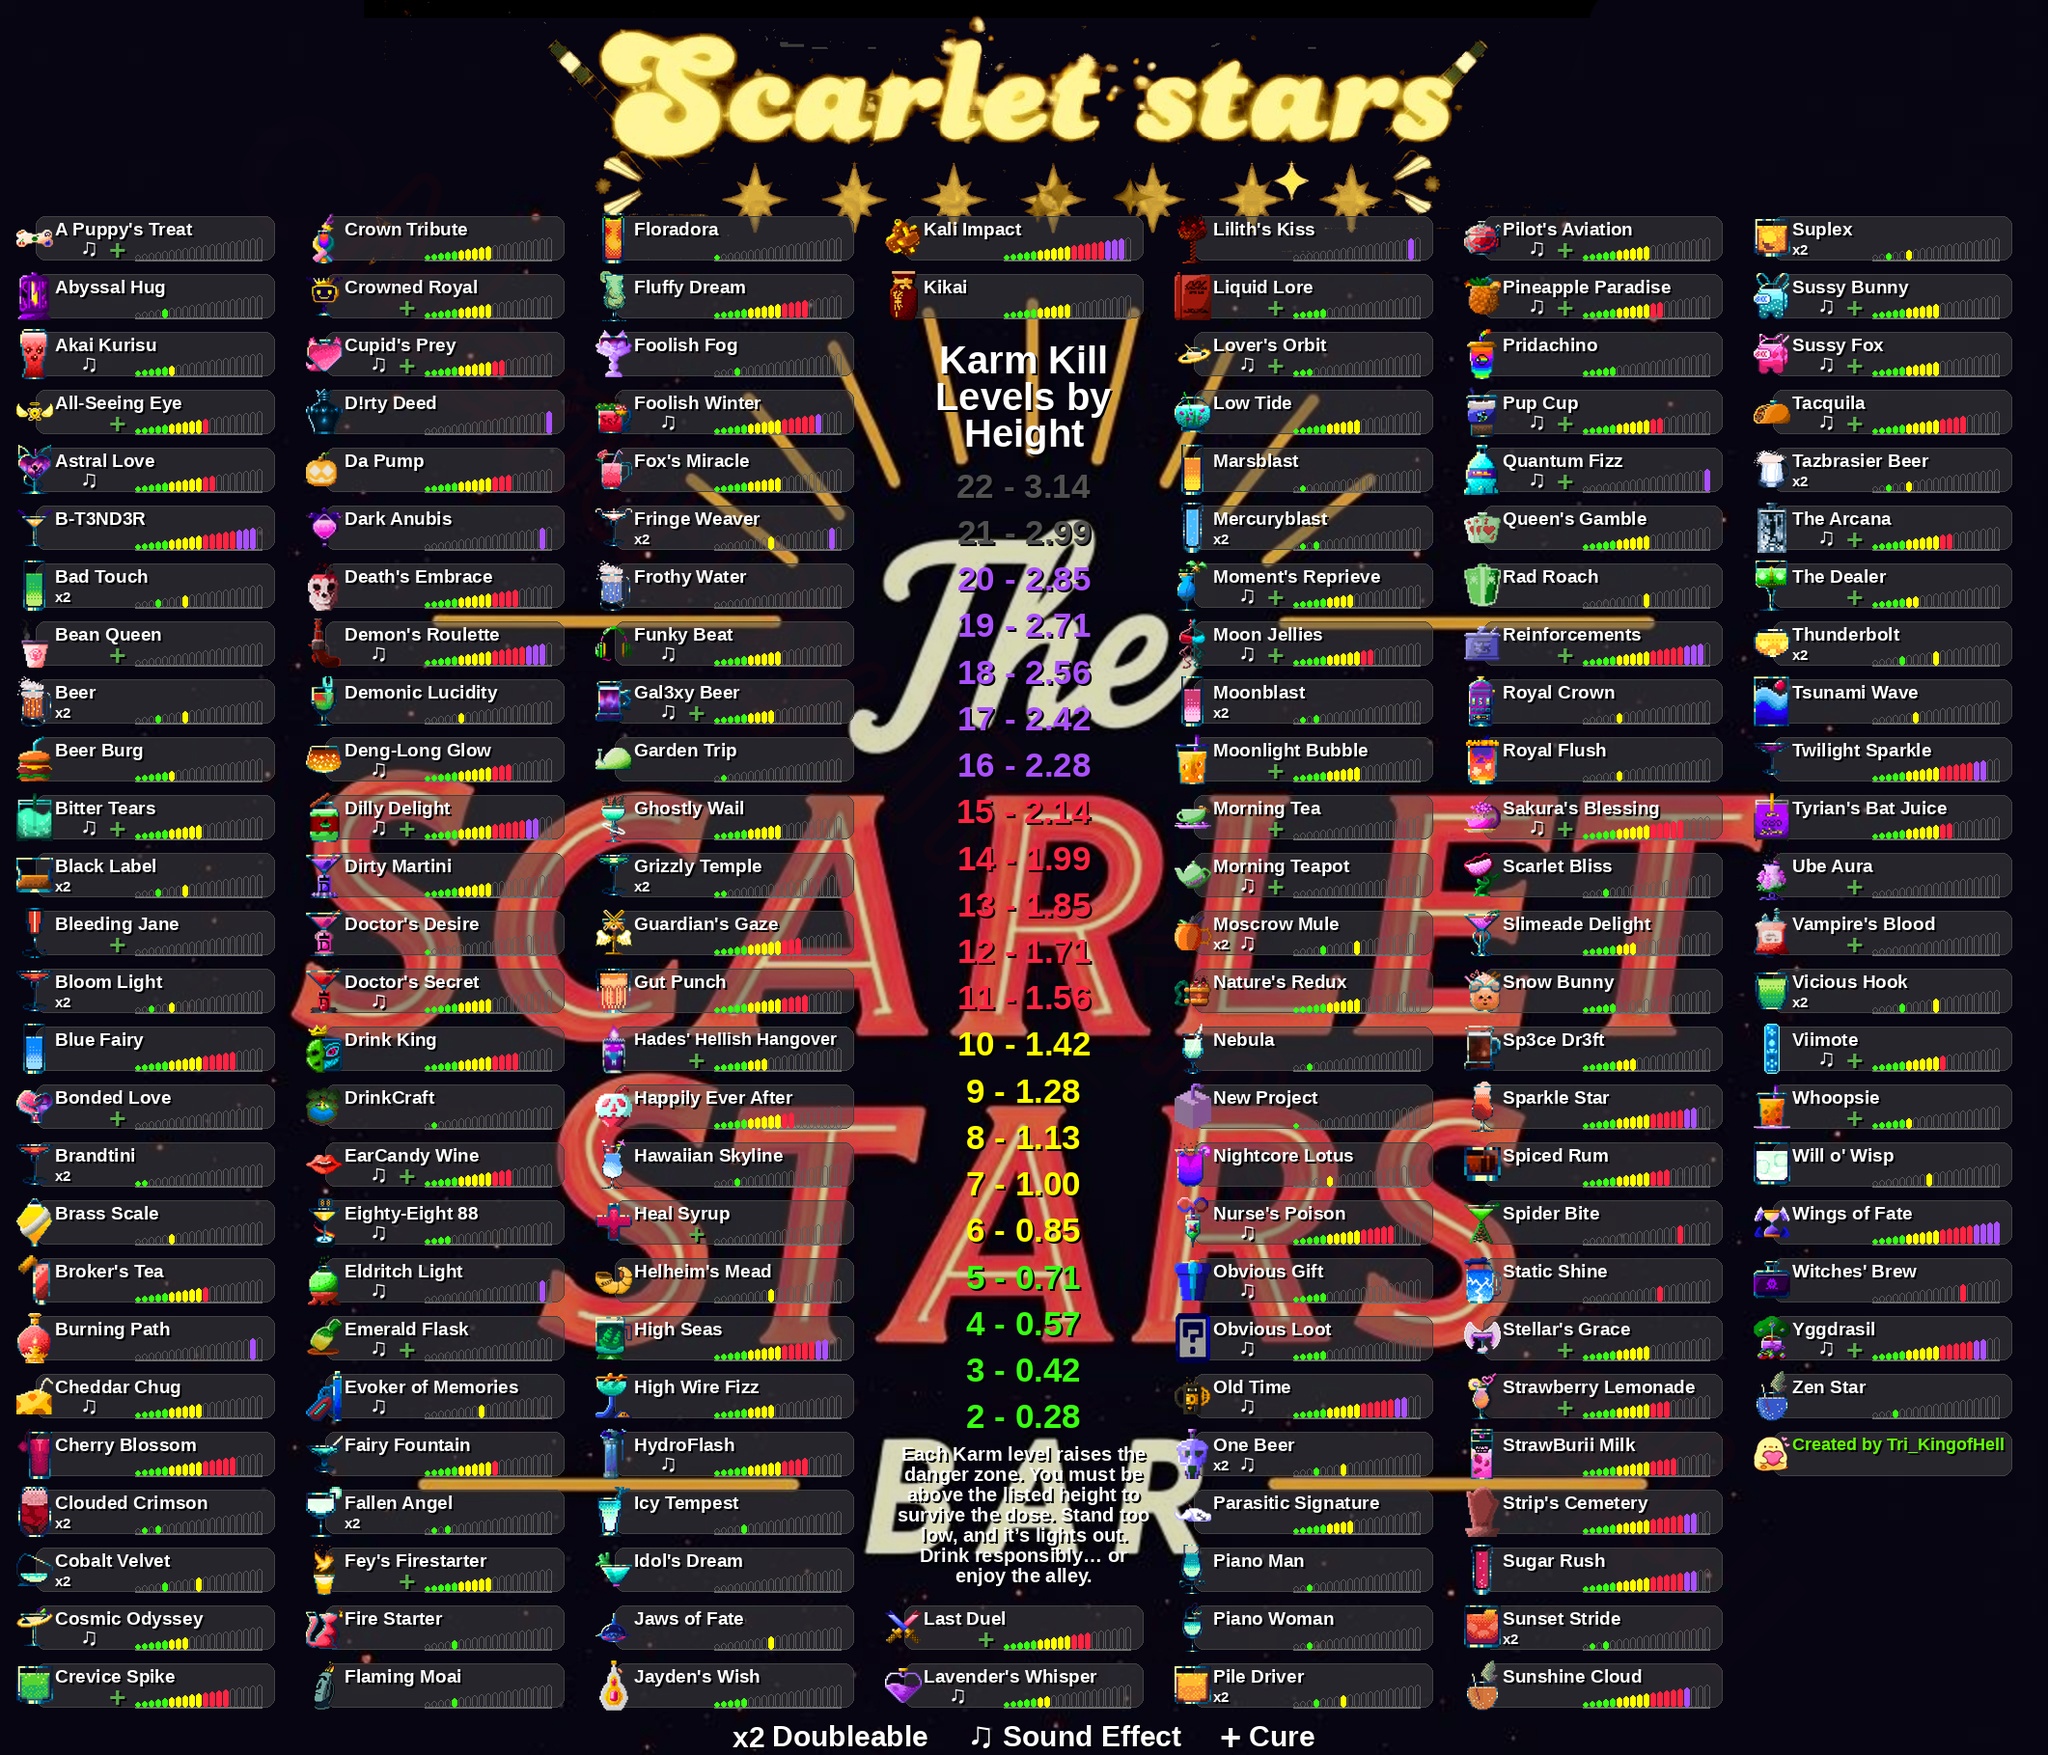 Scarlet stars
A Puppy's Treat
♫ +
Abyssal Hug
Akai Kurisu
♫
All-Seeing Eye
+
Astral Love
♫
B-T3ND3R
Bad Touch
x2
Bean Queen
+
Beer
x2
Beer Burg
Bitter Tears
♫ +
Black Label
x2
Bleeding Jane
+
Bloom Light
x2
Blue Fairy
Bonded Love
+
Brandtini
x2
Brass Scale
Broker's Tea
Burning Path
Cheddar Chug
♫
Cherry Blossom
Clouded Crimson
x2
Cobalt Velvet
x2
Cosmic Odyssey
♫
Crevice Spike
+
Crown Tribute
Crowned Royal
+
Cupid's Prey
♫ +
D!rty Deed
Da Pump
Dark Anubis
Death's Embrace
Demon's Roulette
♫
Demonic Lucidity
Deng-Long Glow
♫
Dilly Delight
♫ +
Dirty Martini
Doctor's Desire
Doctor's Secret
♫
Drink King
DrinkCraft
EarCandy Wine
♫ +
Eighty-Eight 88
♫
Eldritch Light
♫
Emerald Flask
♫ +
Evoker of Memories
Fairy Fountain
Fallen Angel
x2
Fey's Firestarter
+
Fire Starter
Flaming Moai
Floradora
Fluffy Dream
Foolish Fog
Foolish Winter
♫
Fox's Miracle
Fringe Weaver
x2
Frothy Water
Funky Beat
♫
Gal3xy Beer
♫ +
Garden Trip
Ghostly Wail
Grizzly Temple
x2
Guardian's Gaze
Gut Punch
Hades' Hellish Hangover
+
Happily Ever After
Hawaiian Skyline
Heal Syrup
+
Helheim's Mead
High Seas
High Wire Fizz
HydroFlash
♫
Icy Tempest
Idol's Dream
Jaws of Fate
Jayden's Wish
Kali Impact
Kikai
Karm Kill
Levels by
Height
22 - 3.14
21 - 2.99
20 - 2.85
19 - 2.71
18 - 2.56
17 - 2.42
16 - 2.28
15 - 2.14
14 - 1.99
13 - 1.85
12 - 1.71
11 - 1.56
10 - 1.42
9 - 1.28
8 - 1.13
7 - 1.00
6 - 0.85
5 - 0.71
4 - 0.57
3 - 0.42
2 - 0.28
Each Karm level raises the
danger zone. You must be
above the listed height to
survive the dose. Stand too
low, and it's lights out.
Drink responsibly… or
enjoy the alley.
Last Duel
+
Lavender's Whisper
♫
Lilith's Kiss
Liquid Lore
+
Lover's Orbit
♫ +
Low Tide
Marsblast
Mercuryblast
x2
Moment's Reprieve
♫ +
Moon Jellies
♫ +
Moonblast
x2
Moonlight Bubble
+
Morning Tea
+
Morning Teapot
♫ +
Moscrow Mule
x2 ♫
Nature's Redux
Nebula
New Project
Nightcore Lotus
Nurse's Poison
♫
Obvious Gift
♫
Obvious Loot
♫
Old Time
♫
One Beer
x2 ♫
Parasitic Signature
Piano Man
Piano Woman
Pile Driver
x2
Pilot's Aviation
♫ +
Pineapple Paradise
♫ +
Pridachino
Pup Cup
♫ +
Quantum Fizz
♫ +
Queen's Gamble
Rad Roach
Reinforcements
+
Royal Crown
Royal Flush
Sakura's Blessing
♫ +
Scarlet Bliss
Slimeade Delight
Snow Bunny
Sp3ce Dr3ft
Sparkle Star
Spiced Rum
Spider Bite
Static Shine
Stellar's Grace
+
Strawberry Lemonade
+
StrawBurii Milk
Strip's Cemetery
Sugar Rush
Sunset Stride
x2
Sunshine Cloud
Suplex
x2
Sussy Bunny
♫ +
Sussy Fox
♫ +
Tacquila
♫ +
Tazbrasier Beer
x2
The Arcana
♫ +
The Dealer
+
Thunderbolt
x2
Tsunami Wave
Twilight Sparkle
Tyrian's Bat Juice
Ube Aura
+
Vampire's Blood
+
Vicious Hook
x2
Viimote
♫ +
Whoopsie
+
Will o' Wisp
Wings of Fate
Witches' Brew
Yggdrasil
♫ +
Zen Star
Created by Tri_KingofHell
The
SCARLET
STARS
BAR
x2 Doubleable ♫ Sound Effect + Cure